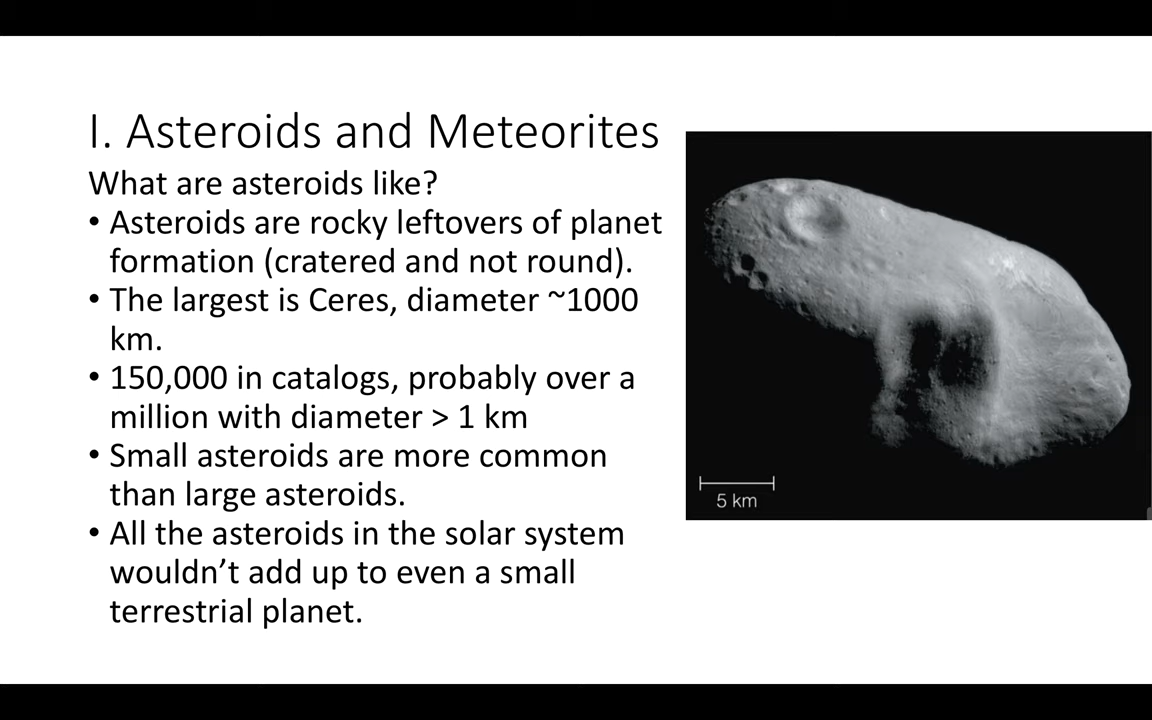 I. Asteroids and Meteorites
What are asteroids like?
• Asteroids are rocky leftovers of planet
formation (cratered and not round).
• The largest is Ceres, diameter ~1000
km.
• 150,000 in catalogs, probably over a
million with diameter > 1 km
• Small asteroids are more common
than large asteroids.
• All the asteroids in the solar system
wouldn’t add up to even a small
terrestrial planet.
5 km